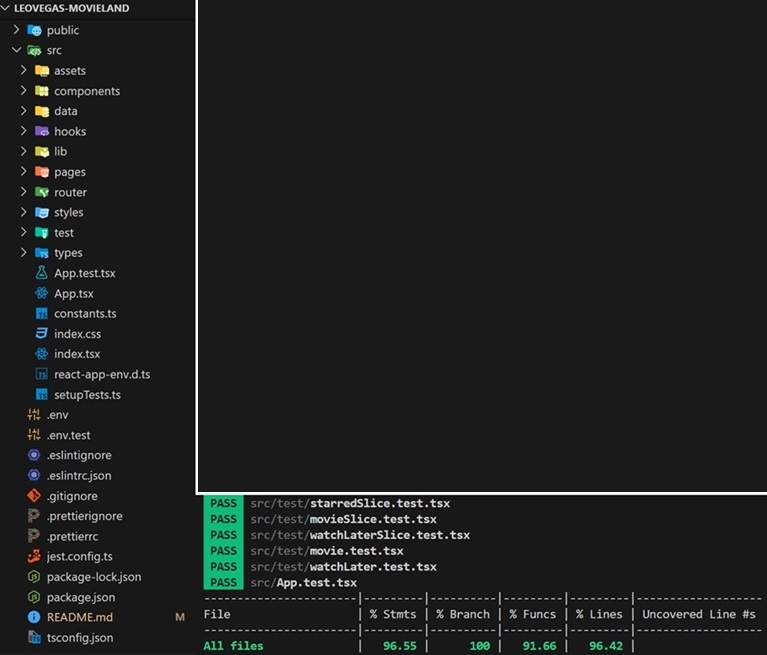 LEOVEGAS-MOVIELAND
public
src
assets
components
data
hooks
lib
pages
router
styles
test
types
App.test.tsx
App.tsx
constants.ts
index.css
index.tsx
react-app-env.d.ts
setupTests.ts
.env
.env.test
.eslintignore
.eslintrc.json
.gitignore
.prettierignore
.prettierrc
jest.config.ts
package-lock.json
package.json
README.md M
tsconfig.json
PASS src/test/starredSlice.test.tsx
PASS src/test/movieSlice.test.tsx
PASS src/test/watchLaterSlice.test.tsx
PASS src/test/movie.test.tsx
PASS src/test/watchLater.test.tsx
PASS src/App.test.tsx
File | % Stmts | % Branch | % Funcs | % Lines | Uncovered Line #s
All files | 96.55 | 100 | 91.66 | 96.42 |